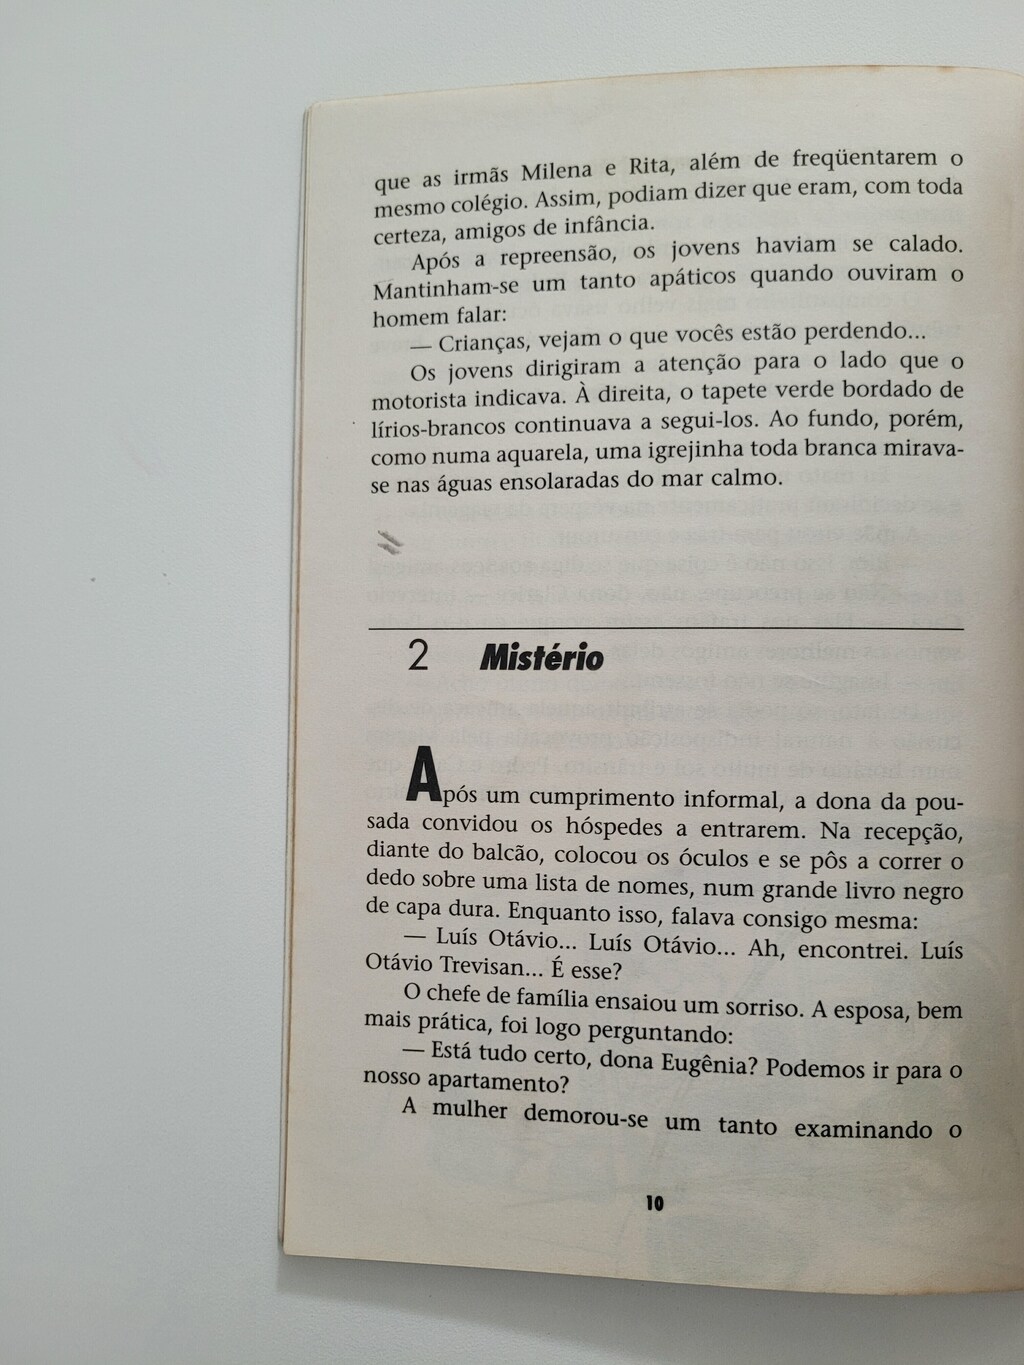 que as irmãs Milena e Rita, além de freqüentarem o
mesmo colégio. Assim, podiam dizer que eram, com toda
certeza, amigos de infância.
Após a repreensão, os jovens haviam se calado.
Mantinham-se um tanto apáticos quando ouviram o
homem falar:
— Crianças, vejam o que vocês estão perdendo...
Os jovens dirigiram a atenção para o lado que o
motorista indicava. À direita, o tapete verde bordado de
lírios-brancos continuava a segui-los. Ao fundo, porém,
como numa aquarela, uma igrejinha toda branca mirava-
se nas águas ensolaradas do mar calmo.
2 Mistério
Após um cumprimento informal, a dona da pou-
sada convidou os hóspedes a entrarem. Na recepção,
diante do balcão, colocou os óculos e se pôs a correr o
dedo sobre uma lista de nomes, num grande livro negro
de capa dura. Enquanto isso, falava consigo mesma:
— Luís Otávio... Luís Otávio... Ah, encontrei. Luís
Otávio Trevisan... É esse?
O chefe de família ensaiou um sorriso. A esposa, bem
mais prática, foi logo perguntando:
— Está tudo certo, dona Eugênia? Podemos ir para o
nosso apartamento?
A mulher demorou-se um tanto examinando o
10